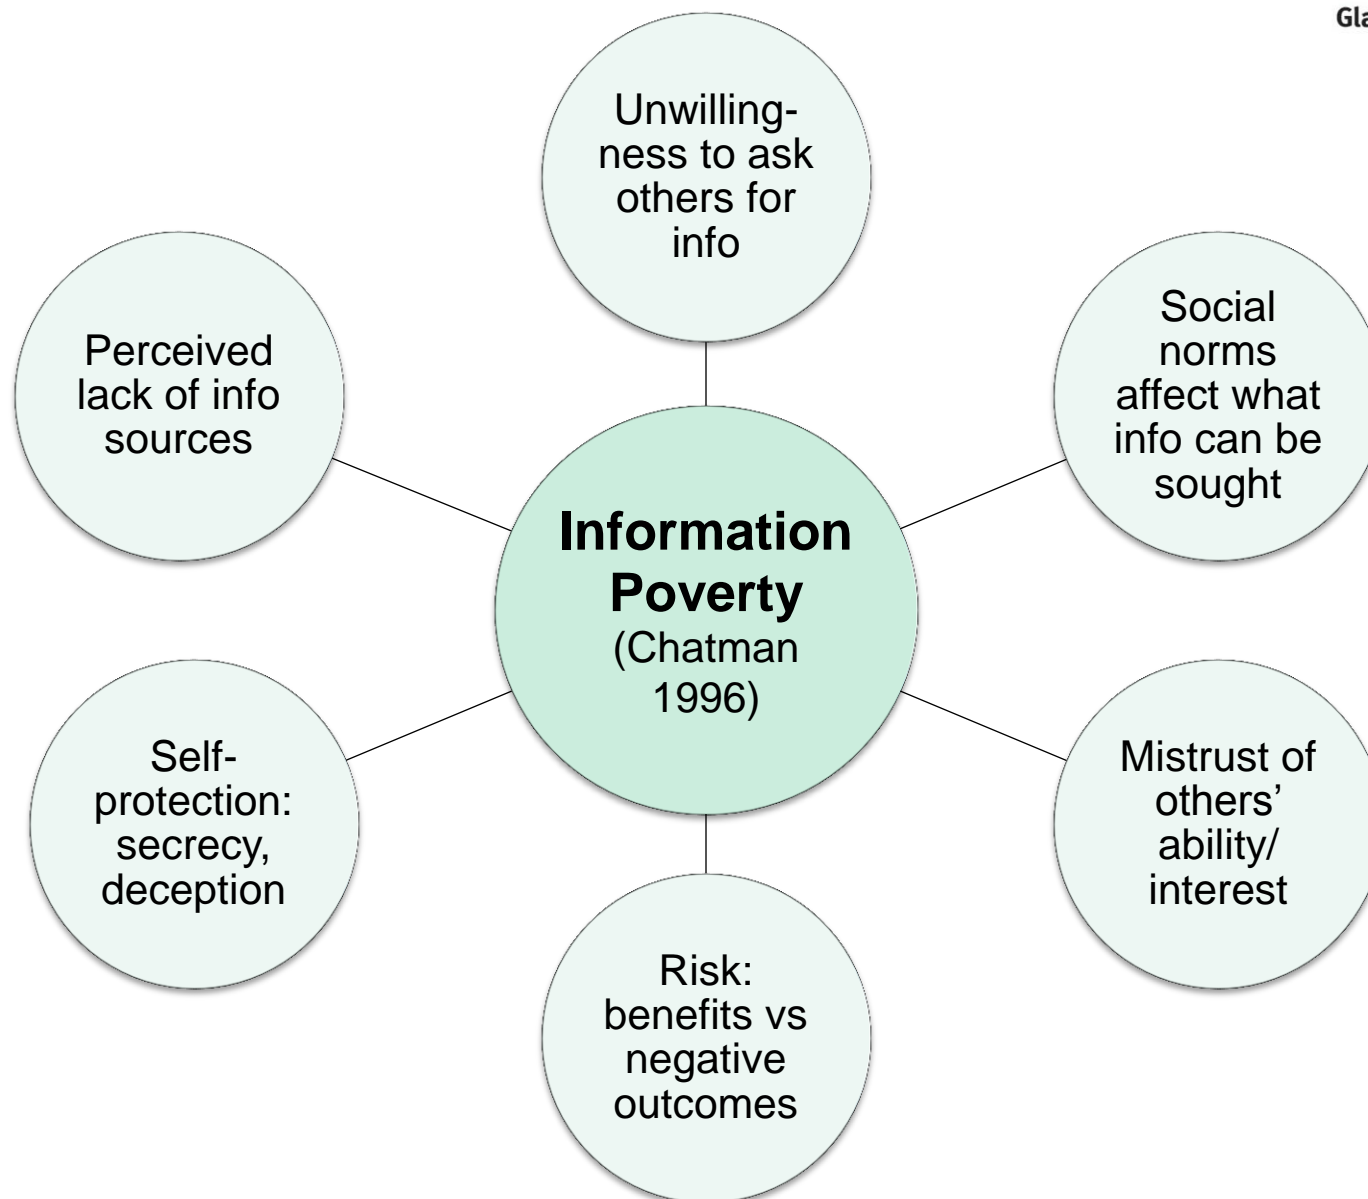 Gla
Unwilling-
ness to ask
others for
info
Perceived
lack of info
sources
Social
norms
affect what
info can be
sought
Information
Poverty
(Chatman
1996)
Self-
protection:
secrecy,
deception
Mistrust of
others’
ability/
interest
Risk:
benefits vs
negative
outcomes